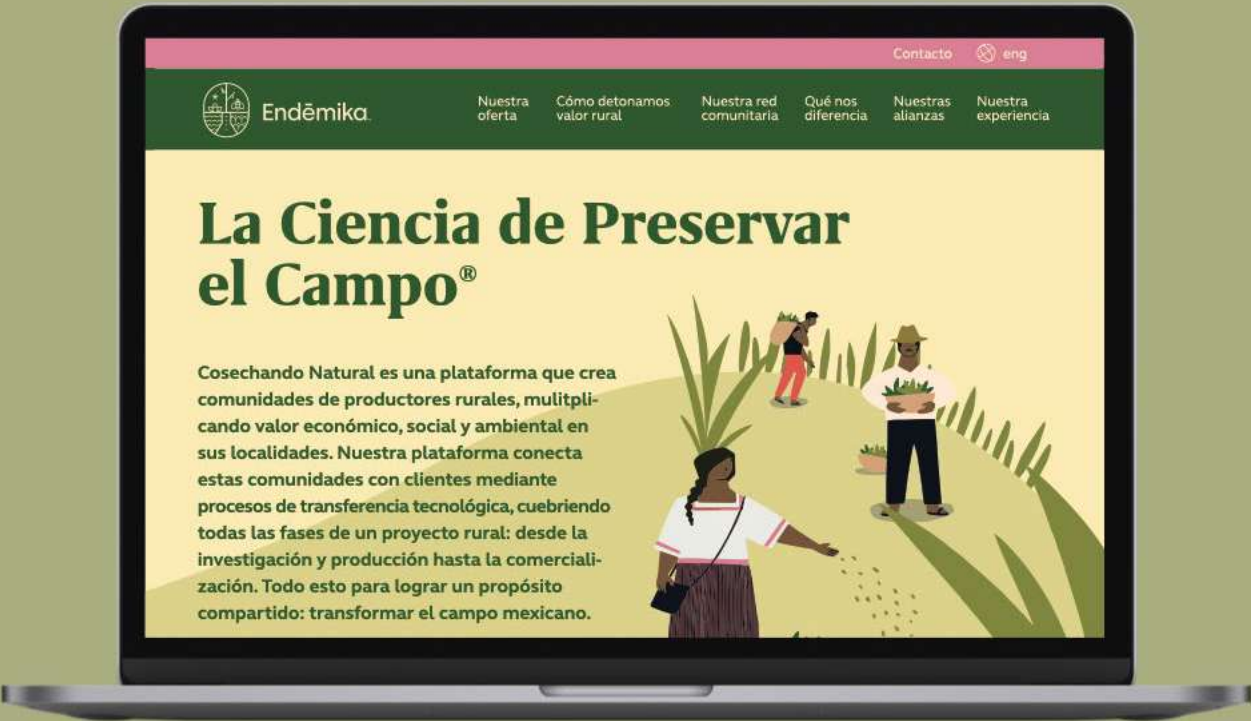 Contacto eng
Endēmika.
Nuestra oferta
Cómo detonamos valor rural
Nuestra red comunitaria
Qué nos diferencia
Nuestras alianzas
Nuestra experiencia
La Ciencia de Preservar
el Campo®
Cosechando Natural es una plataforma que crea
comunidades de productores rurales, mulitpli-
cando valor económico, social y ambiental en
sus localidades. Nuestra plataforma conecta
estas comunidades con clientes mediante
procesos de transferencia tecnológica, cuebriendo
todas las fases de un proyecto rural: desde la
investigación y producción hasta la comerciali-
zación. Todo esto para lograr un propósito
compartido: transformar el campo mexicano.